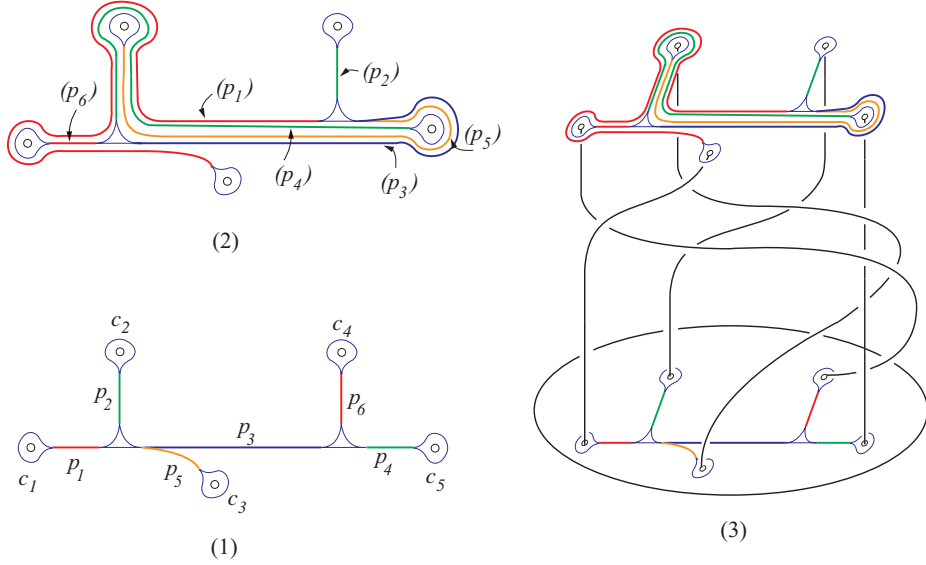 (p₆)
(p₁)
(p₂)
(p₅)
(p₄)
(p₃)
(2)
c₂
c₄
p₂
p₆
p₃
p₁
p₅
p₄
c₁
c₃
c₅
(1)
(3)